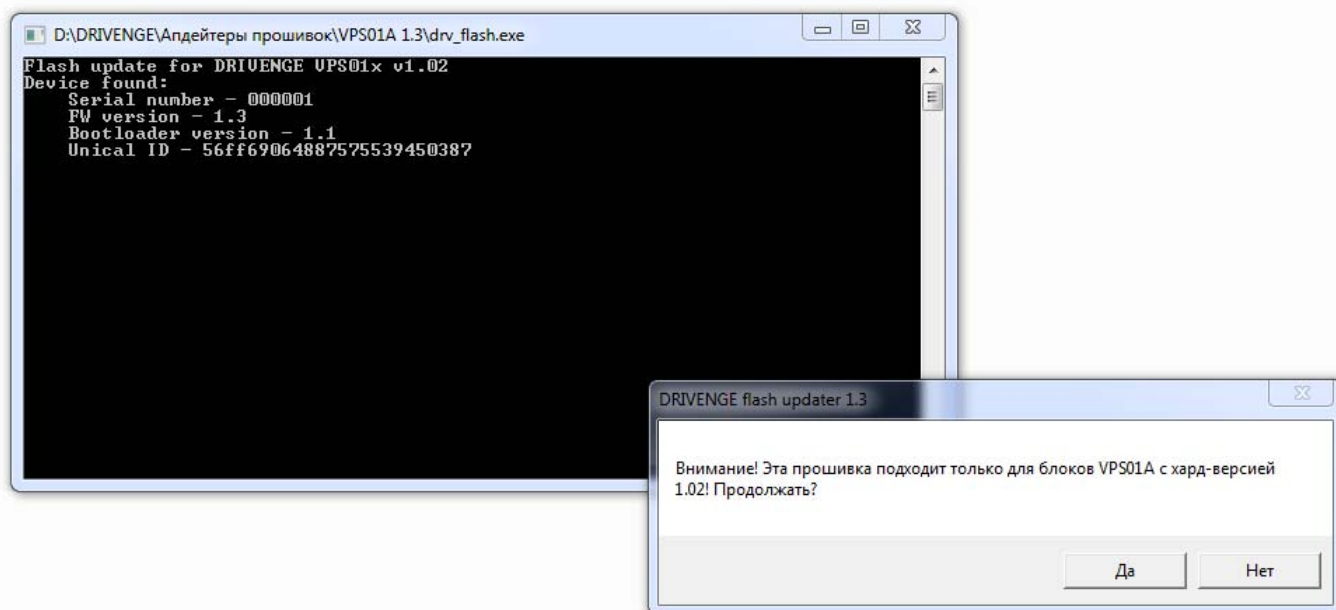 D:\DRIVENGE\Апдейтеры прошивок\VPS01A 1.3\drv_flash.exe
Flash update for DRIVENGE VPS01x v1.02
Device found:
Serial number - 000001
FW version - 1.3
Bootloader version - 1.1
Unical ID - 56ff69064887575539450387
DRIVENGE flash updater 1.3
Внимание! Эта прошивка подходит только для блоков VPS01A с хард-версией
1.02! Продолжать?
Да Нет